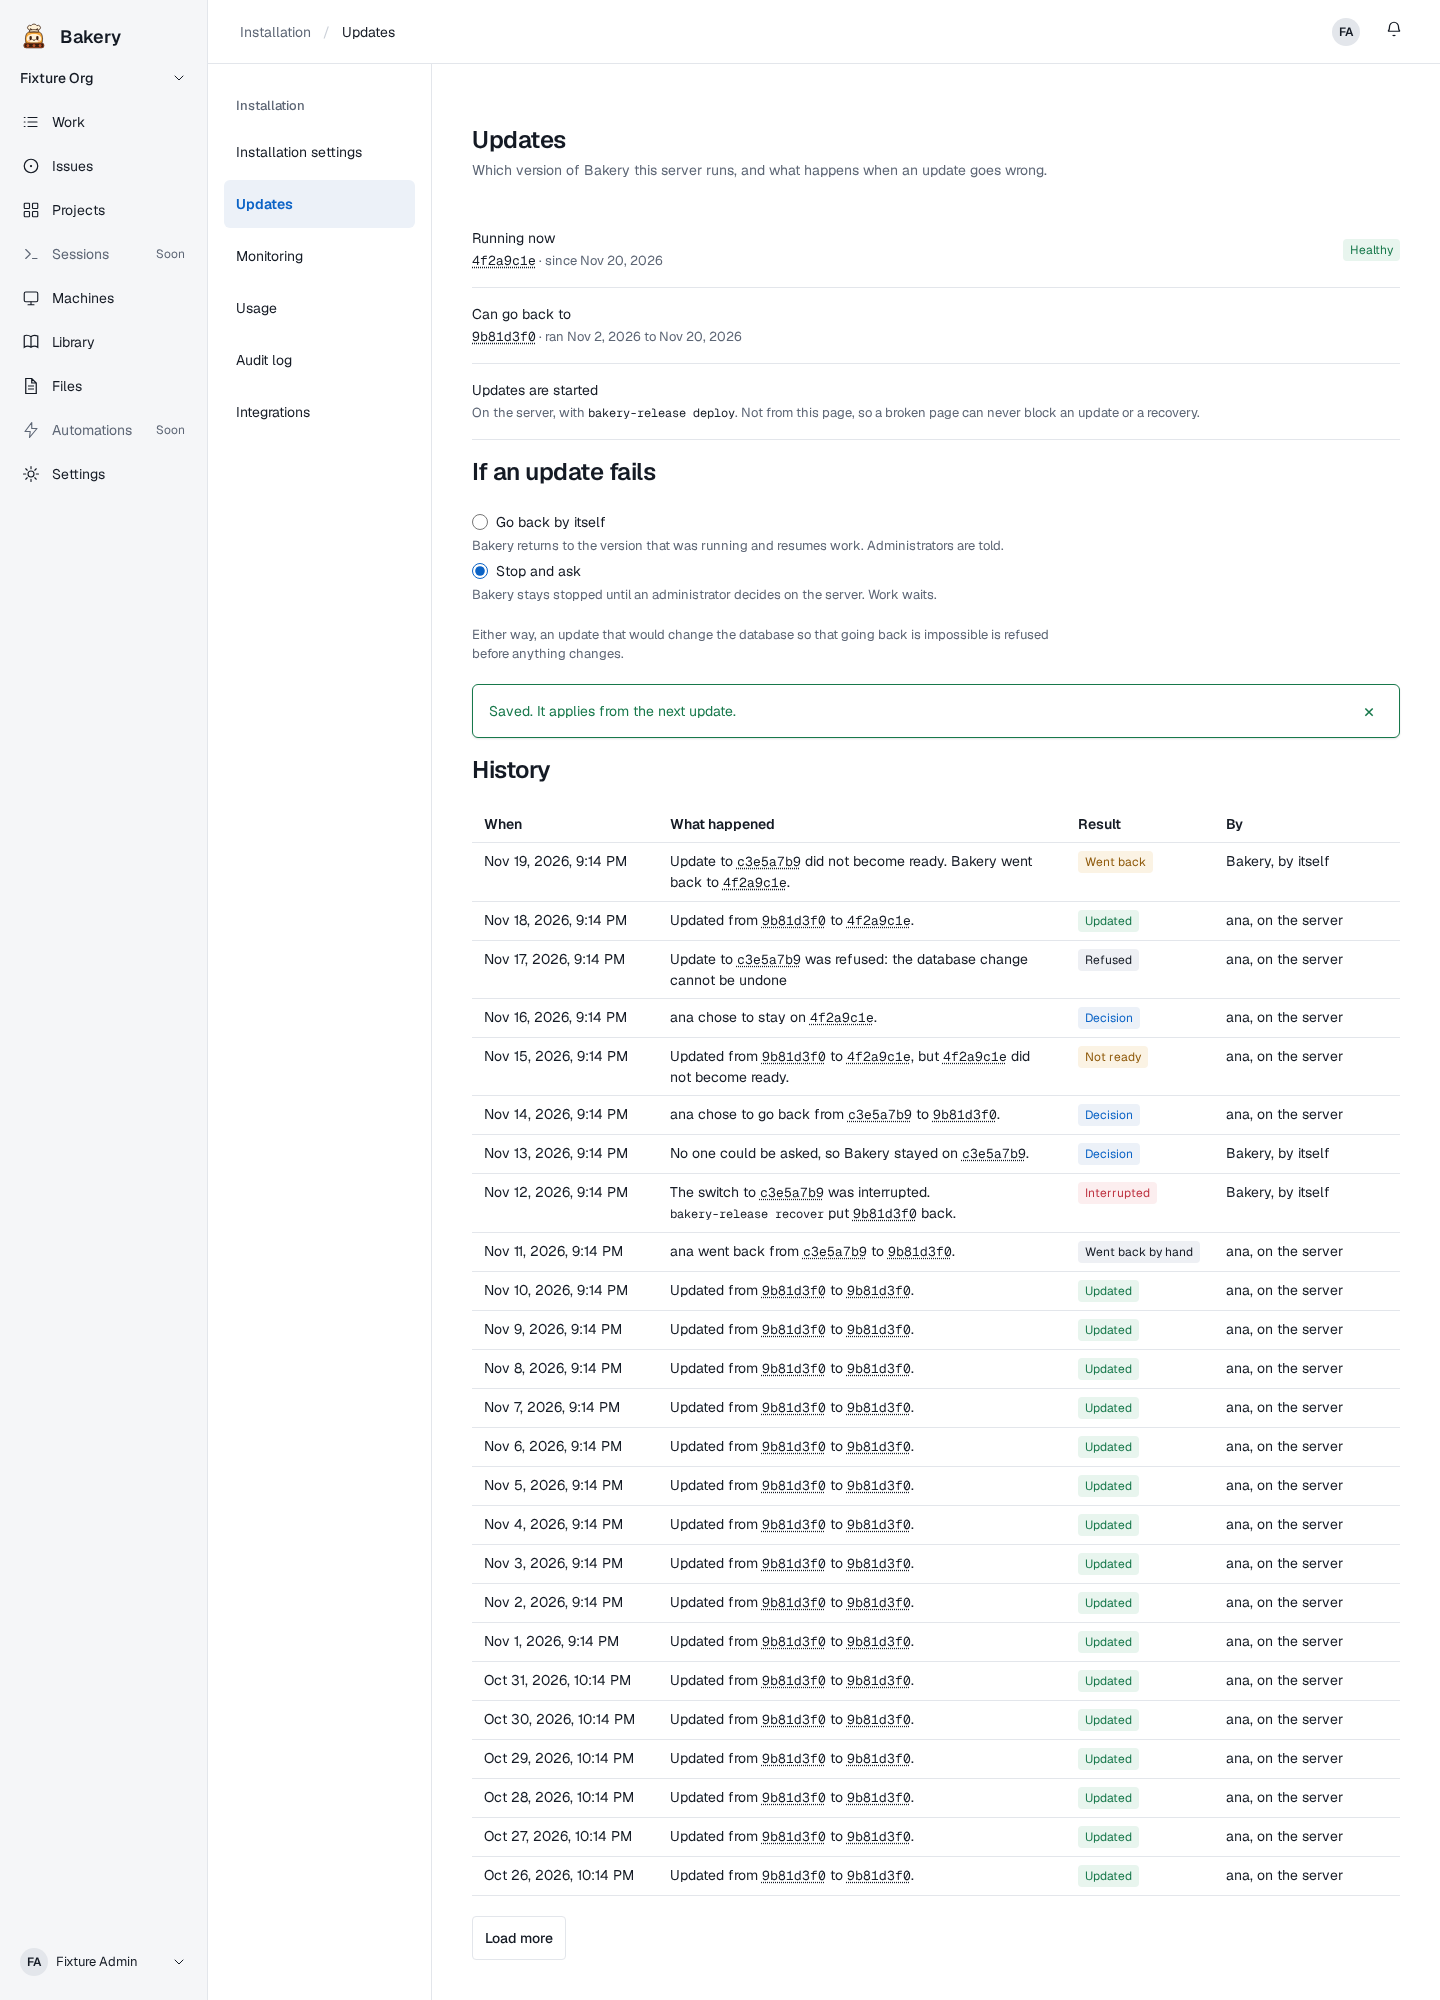 Bakery
Fixture Org
Work
Issues
Projects
Sessions Soon
Machines
Library
Files
Automations Soon
Settings
FA Fixture Admin
Installation / Updates
FA
Installation
Installation settings
Updates
Monitoring
Usage
Audit log
Integrations
Updates
Which version of Bakery this server runs, and what happens when an update goes wrong.
Running now
4f2a9c1e · since Nov 20, 2026
Healthy
Can go back to
9b81d3f0 · ran Nov 2, 2026 to Nov 20, 2026
Updates are started
On the server, with bakery-release deploy. Not from this page, so a broken page can never block an update or a recovery.
If an update fails
Go back by itself
Bakery returns to the version that was running and resumes work. Administrators are told.
Stop and ask
Bakery stays stopped until an administrator decides on the server. Work waits.
Either way, an update that would change the database so that going back is impossible is refused
before anything changes.
Saved. It applies from the next update.
History
When What happened Result By
Nov 19, 2026, 9:14 PM Update to c3e5a7b9 did not become ready. Bakery went Went back Bakery, by itself
back to 4f2a9c1e.
Nov 18, 2026, 9:14 PM Updated from 9b81d3f0 to 4f2a9c1e. Updated ana, on the server
Nov 17, 2026, 9:14 PM Update to c3e5a7b9 was refused: the database change Refused ana, on the server
cannot be undone
Nov 16, 2026, 9:14 PM ana chose to stay on 4f2a9c1e. Decision ana, on the server
Nov 15, 2026, 9:14 PM Updated from 9b81d3f0 to 4f2a9c1e, but 4f2a9c1e did Not ready ana, on the server
not become ready.
Nov 14, 2026, 9:14 PM ana chose to go back from c3e5a7b9 to 9b81d3f0. Decision ana, on the server
Nov 13, 2026, 9:14 PM No one could be asked, so Bakery stayed on c3e5a7b9. Decision Bakery, by itself
Nov 12, 2026, 9:14 PM The switch to c3e5a7b9 was interrupted. Interrupted Bakery, by itself
bakery-release recover put 9b81d3f0 back.
Nov 11, 2026, 9:14 PM ana went back from c3e5a7b9 to 9b81d3f0. Went back by hand ana, on the server
Nov 10, 2026, 9:14 PM Updated from 9b81d3f0 to 9b81d3f0. Updated ana, on the server
Nov 9, 2026, 9:14 PM Updated from 9b81d3f0 to 9b81d3f0. Updated ana, on the server
Nov 8, 2026, 9:14 PM Updated from 9b81d3f0 to 9b81d3f0. Updated ana, on the server
Nov 7, 2026, 9:14 PM Updated from 9b81d3f0 to 9b81d3f0. Updated ana, on the server
Nov 6, 2026, 9:14 PM Updated from 9b81d3f0 to 9b81d3f0. Updated ana, on the server
Nov 5, 2026, 9:14 PM Updated from 9b81d3f0 to 9b81d3f0. Updated ana, on the server
Nov 4, 2026, 9:14 PM Updated from 9b81d3f0 to 9b81d3f0. Updated ana, on the server
Nov 3, 2026, 9:14 PM Updated from 9b81d3f0 to 9b81d3f0. Updated ana, on the server
Nov 2, 2026, 9:14 PM Updated from 9b81d3f0 to 9b81d3f0. Updated ana, on the server
Nov 1, 2026, 9:14 PM Updated from 9b81d3f0 to 9b81d3f0. Updated ana, on the server
Oct 31, 2026, 10:14 PM Updated from 9b81d3f0 to 9b81d3f0. Updated ana, on the server
Oct 30, 2026, 10:14 PM Updated from 9b81d3f0 to 9b81d3f0. Updated ana, on the server
Oct 29, 2026, 10:14 PM Updated from 9b81d3f0 to 9b81d3f0. Updated ana, on the server
Oct 28, 2026, 10:14 PM Updated from 9b81d3f0 to 9b81d3f0. Updated ana, on the server
Oct 27, 2026, 10:14 PM Updated from 9b81d3f0 to 9b81d3f0. Updated ana, on the server
Oct 26, 2026, 10:14 PM Updated from 9b81d3f0 to 9b81d3f0. Updated ana, on the server
Load more